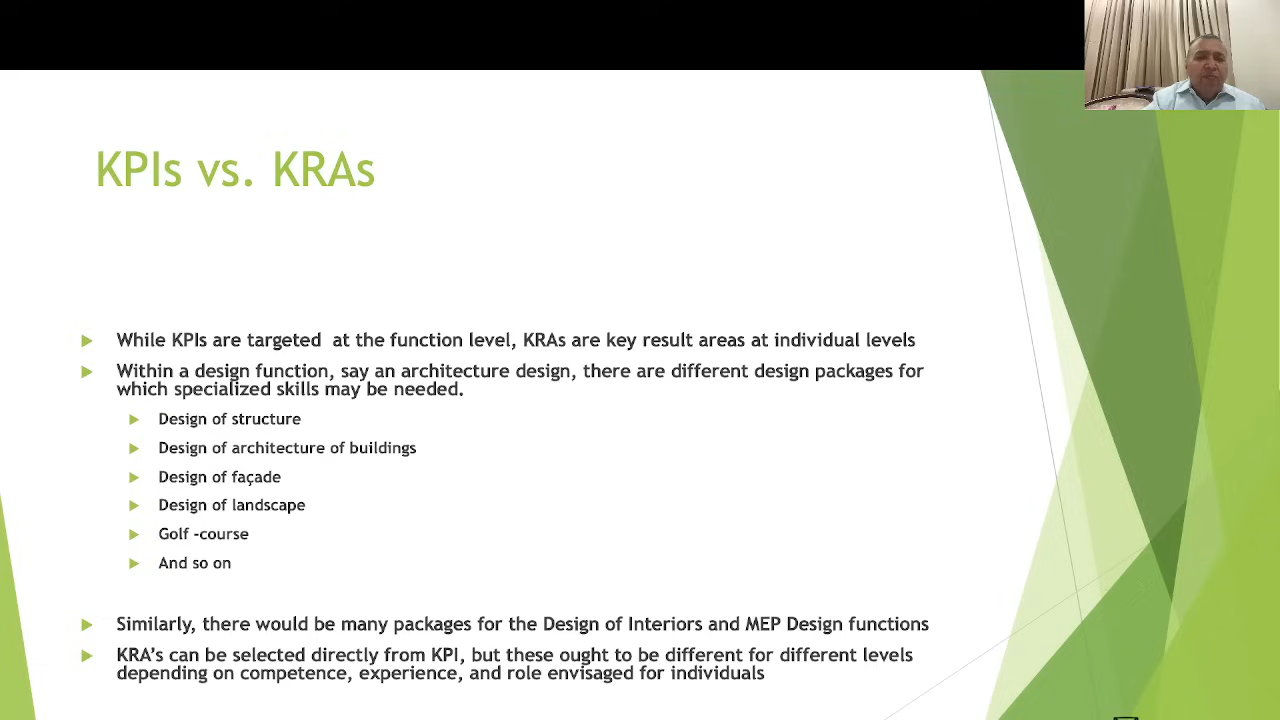 KPIs vs. KRAs
While KPIs are targeted at the function level, KRAs are key result areas at individual levels
Within a design function, say an architecture design, there are different design packages for
which specialized skills may be needed.
Design of structure
Design of architecture of buildings
Design of façade
Design of landscape
Golf -course
And so on
Similarly, there would be many packages for the Design of Interiors and MEP Design functions
KRA’s can be selected directly from KPI, but these ought to be different for different levels
depending on competence, experience, and role envisaged for individuals